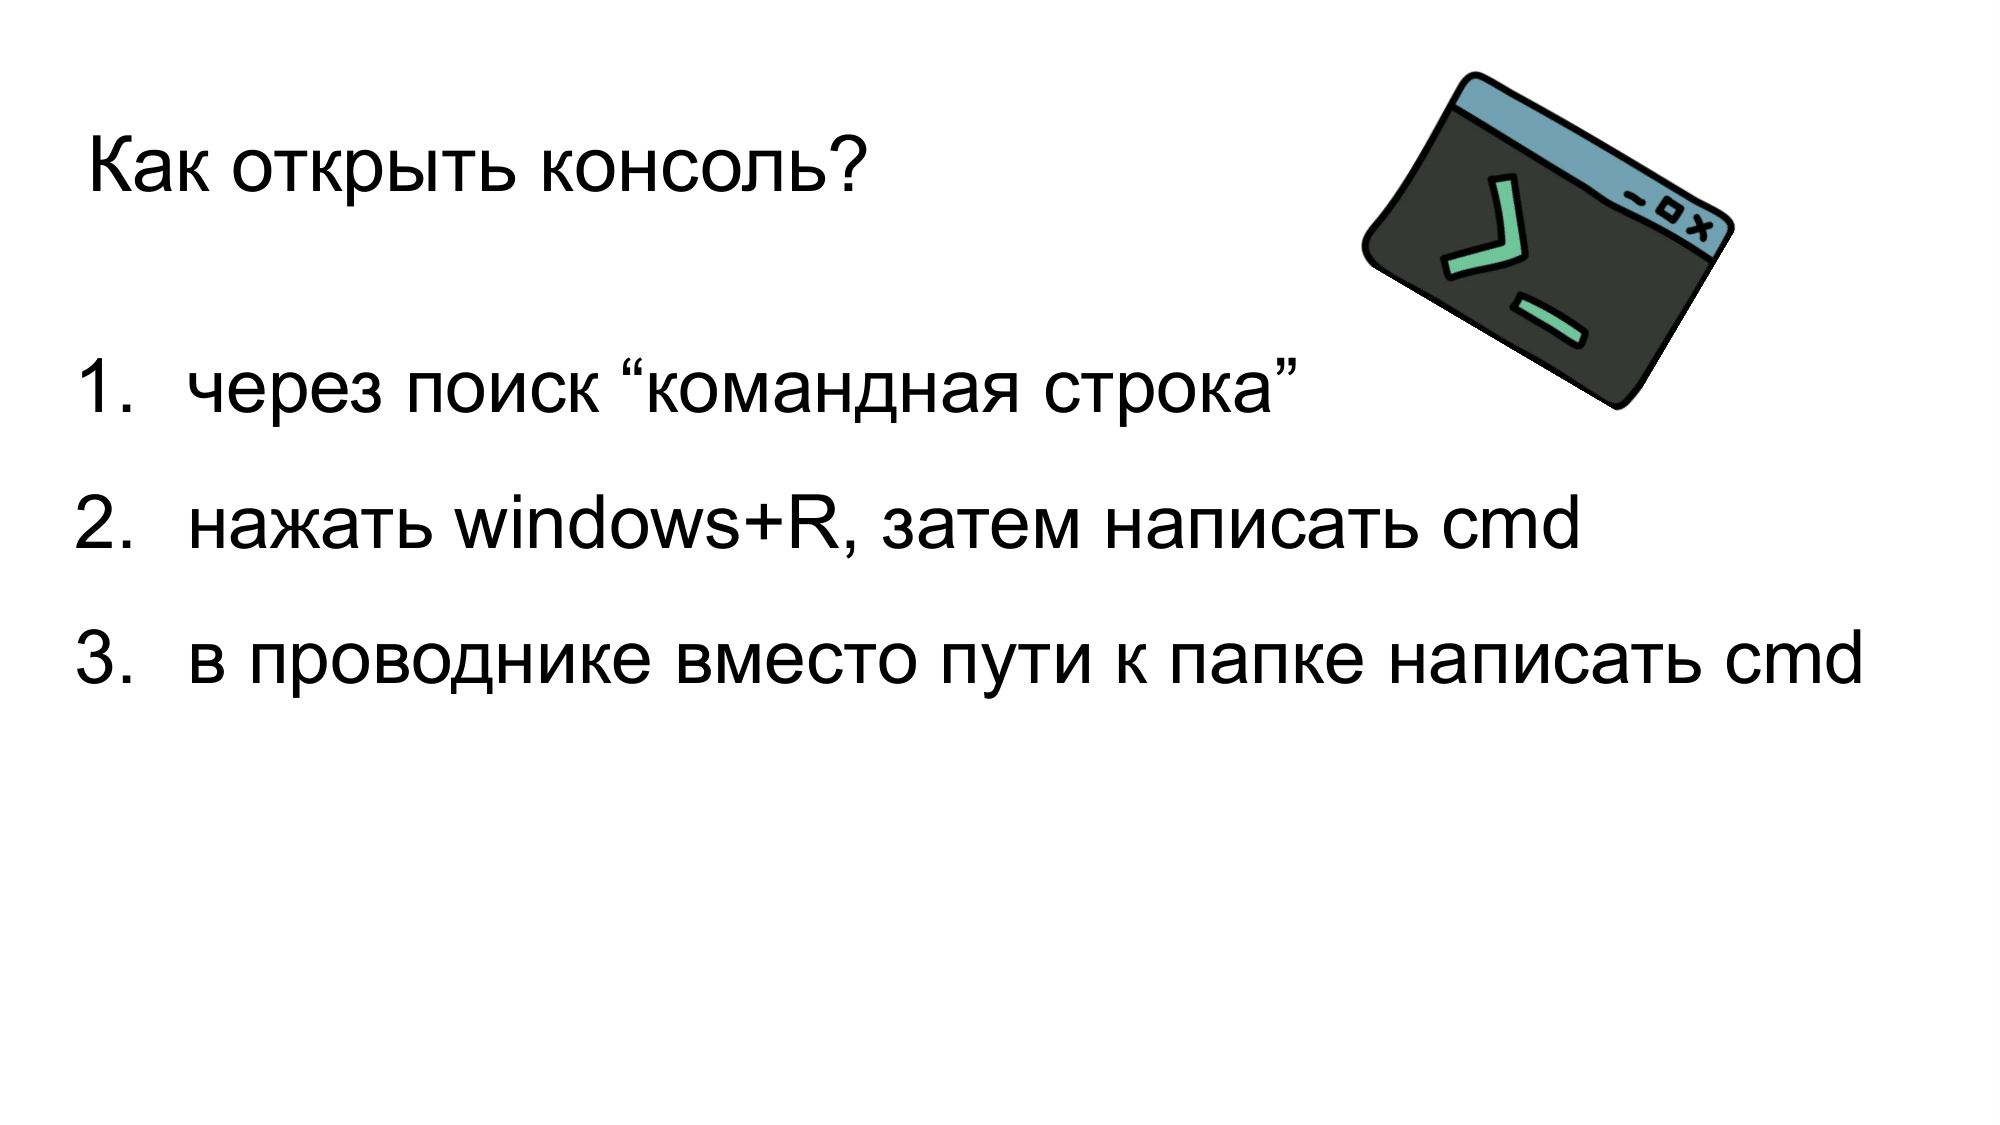 Как открыть консоль?
1. через поиск “командная строка”
2. нажать windows+R, затем написать cmd
3. в проводнике вместо пути к папке написать cmd